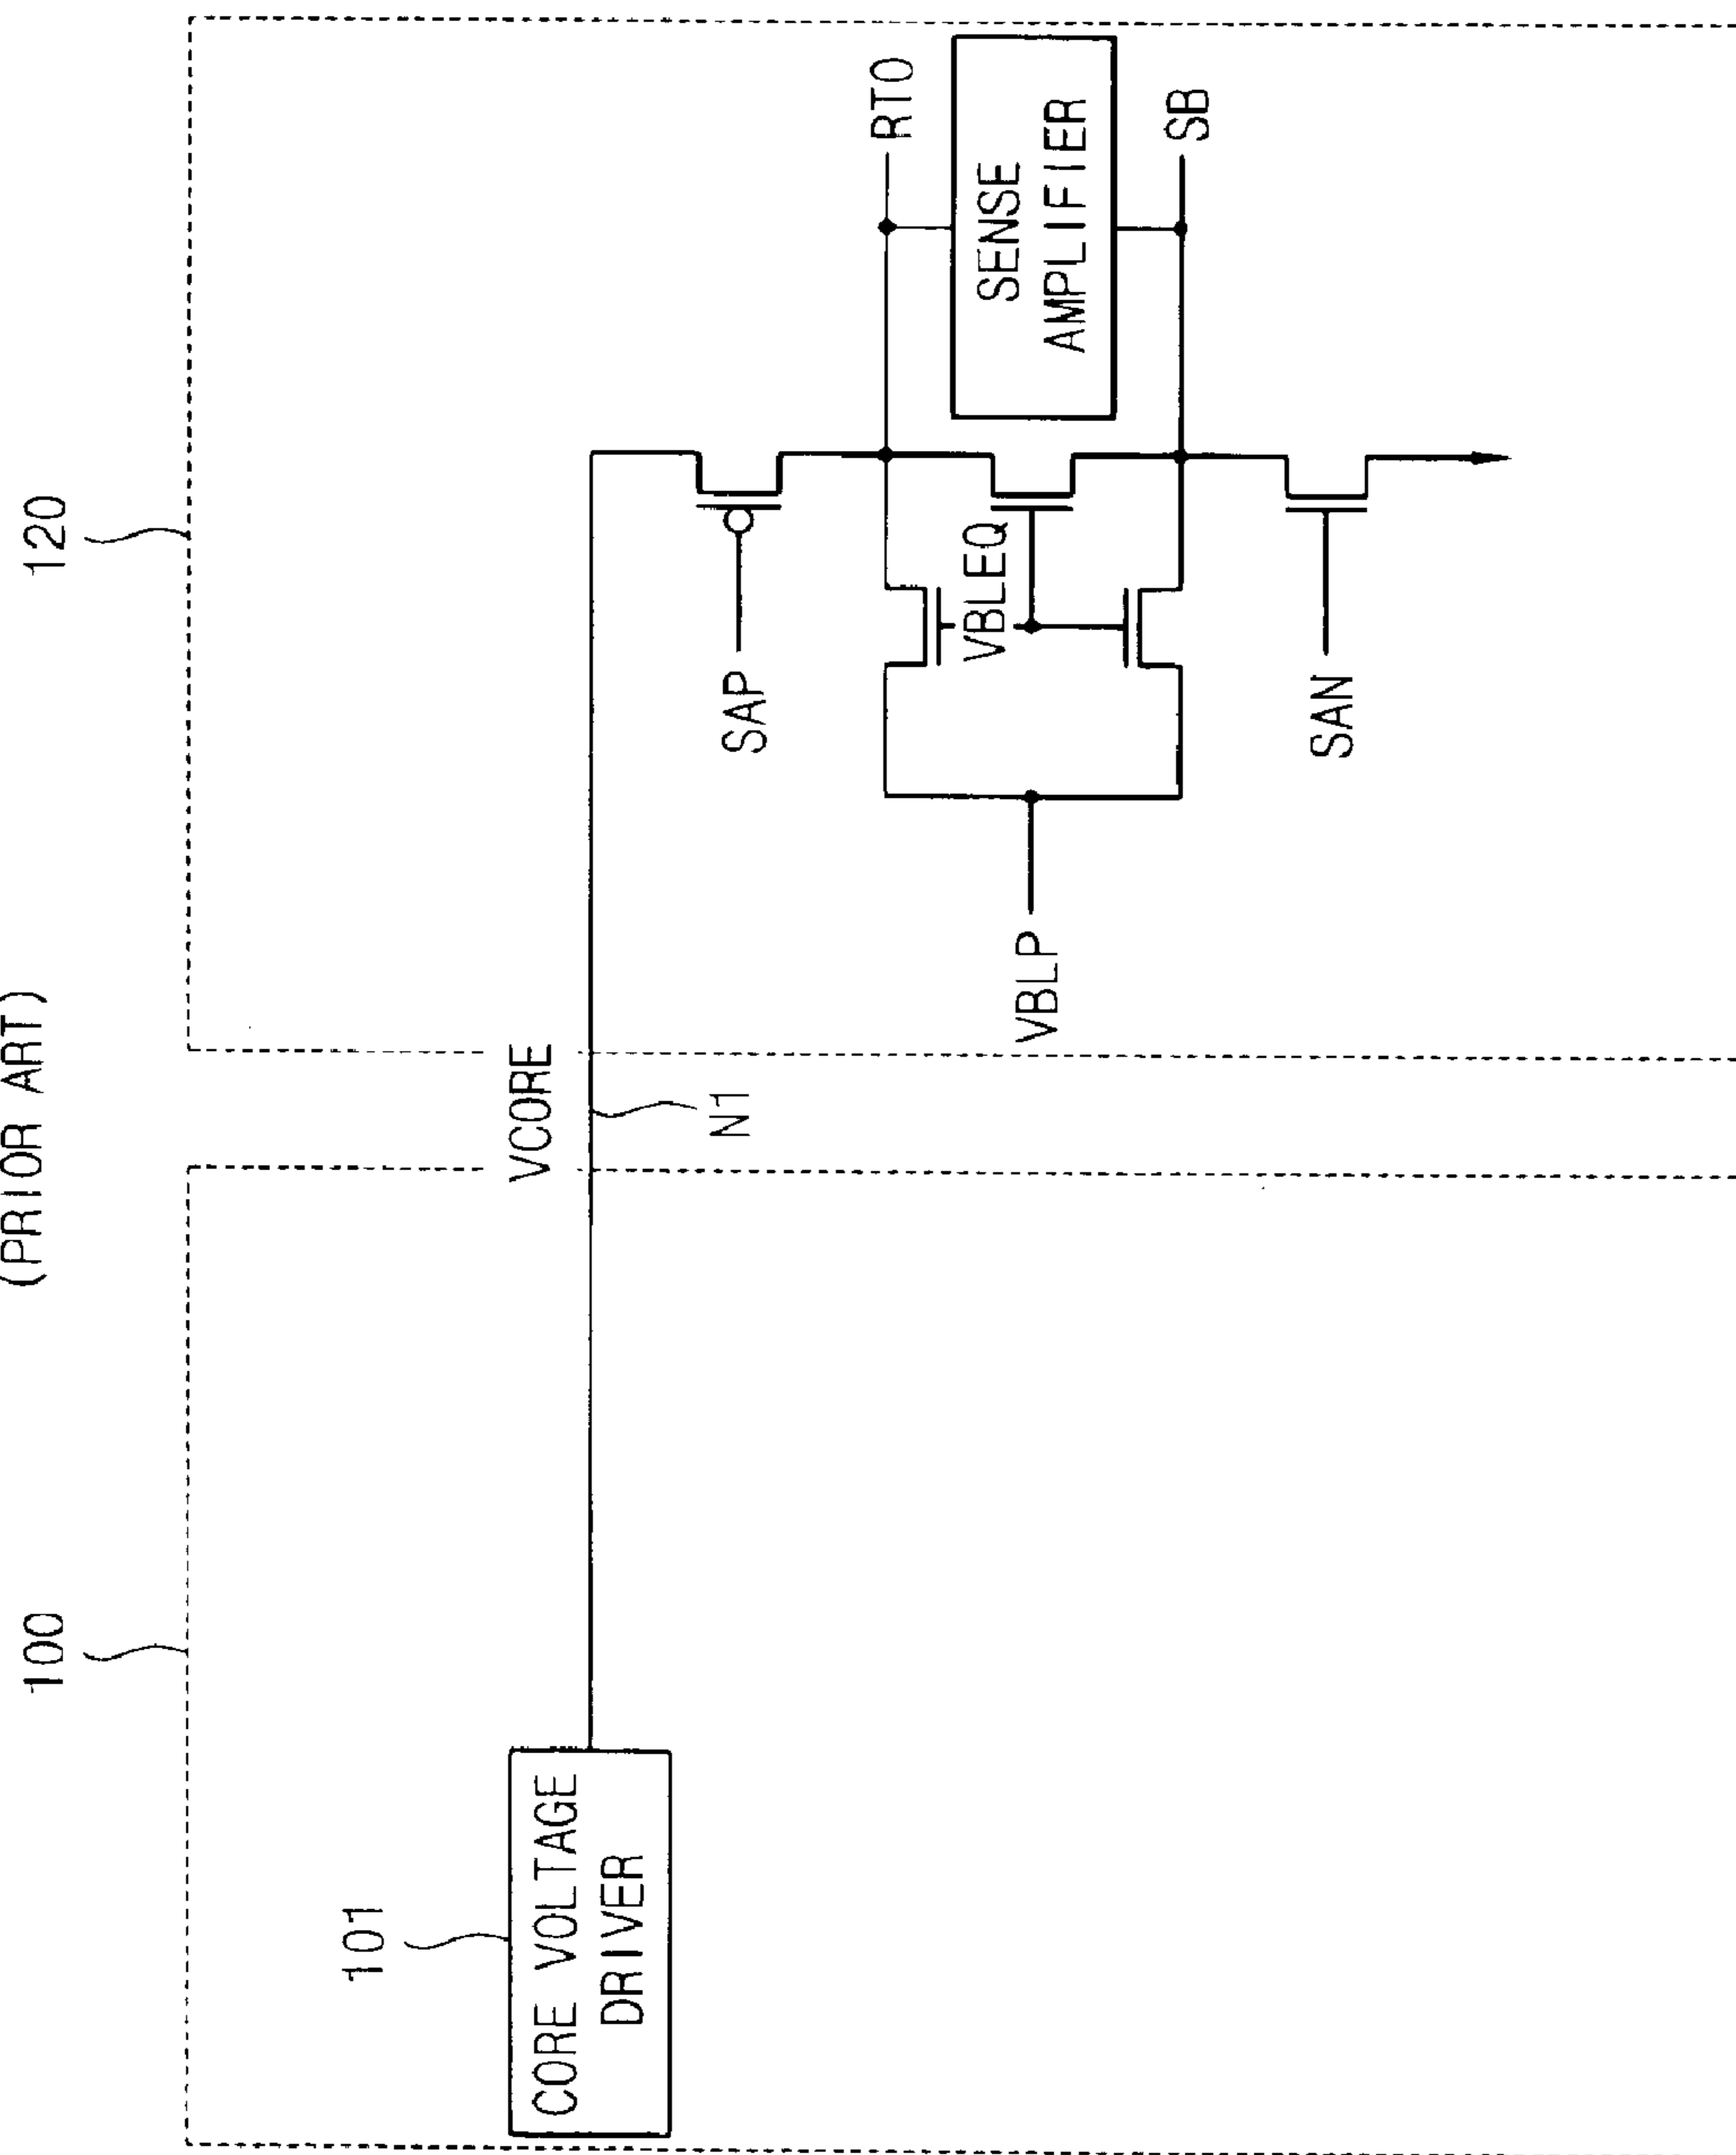 (PRIOR ART)
100
120
101
CORE VOLTAGE
DRIVER
VCORE
N1
SAP
RTO
VBLEQ
SENSE
AMPLIFIER
VBLP
SB
SAN